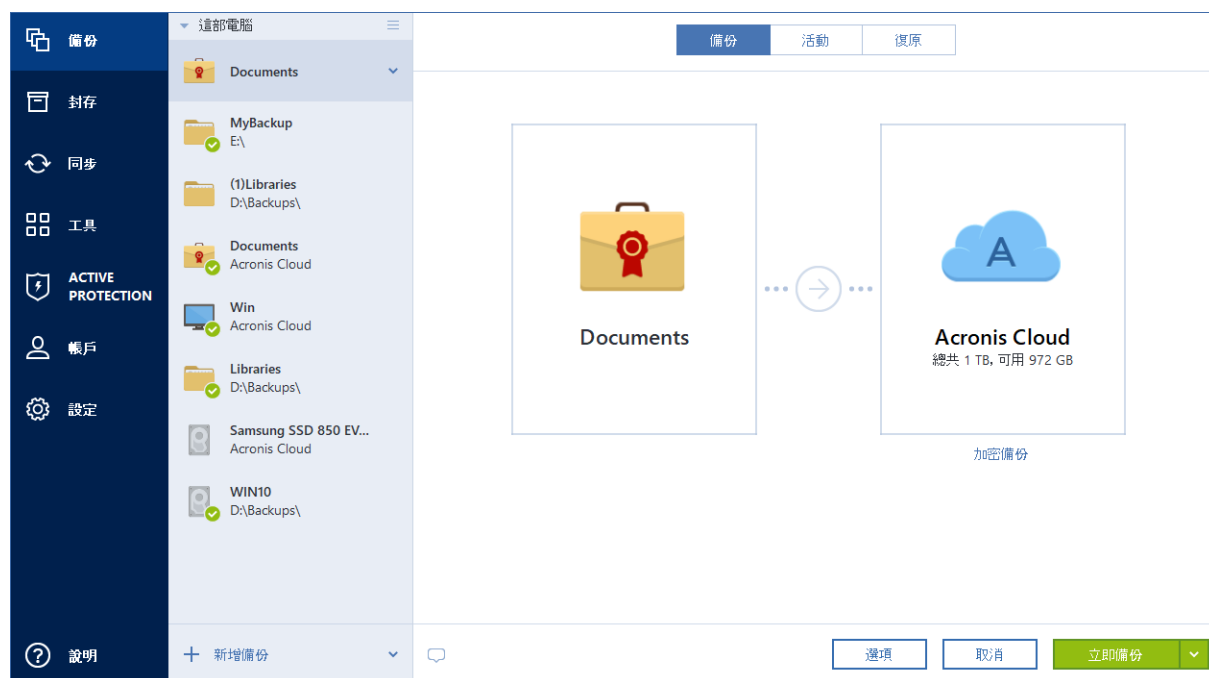 備份
封存
同步
工具
ACTIVE
PROTECTION
帳戶
設定
說明
這部電腦
Documents
MyBackup
E:\
(1)Libraries
D:\Backups\
Documents
Acronis Cloud
Win
Acronis Cloud
Libraries
D:\Backups\
Samsung SSD 850 EV...
Acronis Cloud
WIN10
D:\Backups\
新增備份
備份
活動
復原
Documents
Acronis Cloud
總共 1 TB, 可用 972 GB
加密備份
選項
取消
立即備份